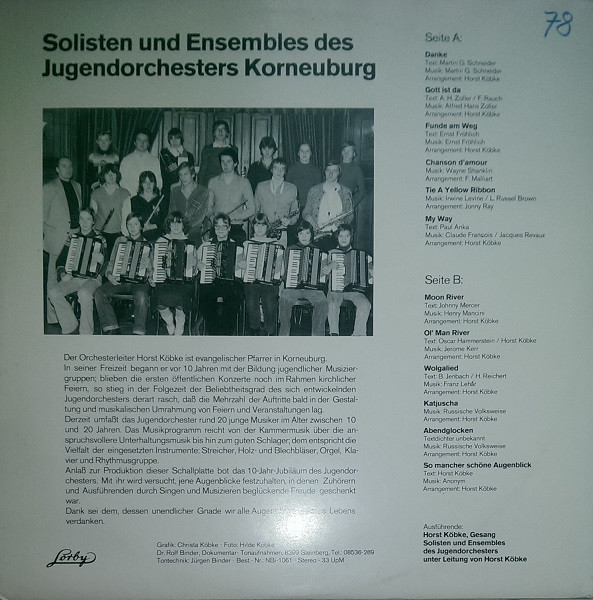 78
Solisten und Ensembles des
Jugendorchesters Korneuburg
Seite A:
Danke
Text: Martin G. Schneider
Musik: Martin G. Schneider
Arrangement: Horst Köbke
Gott ist da
Text: A. H. Zoller / F. Rauch
Musik: Alfred Hans Zoller
Arrangement: Horst Köbke
Funde am Weg
Text: Ernst Fröhlich
Musik: Ernst Fröhlich
Arrangement: Horst Köbke
Chanson d'amour
Musik: Wayne Shanklin
Arrangement: F. Malliart
Tie A Yellow Ribbon
Musik: Irwine Levine / L. Russel Brown
Arrangement: Jonny Ray
My Way
Text: Paul Anka
Musik: Claude François / Jacques Revaux
Arrangement: Horst Köbke
Seite B:
Moon River
Text: Johnny Mercer
Musik: Henry Mancini
Arrangement: Horst Köbke
Ol' Man River
Text: Oscar Hammerstein / Horst Köbke
Musik: Jerome Kerr
Arrangement: Horst Köbke
Wolgalied
Text: B. Jenbach / H. Reichert
Musik: Franz Lehár
Arrangement: Horst Köbke
Katjuscha
Musik: Russische Volksweise
Arrangement: Horst Köbke
Abendglocken
Textdichter unbekannt
Musik: Russische Volksweise
Arrangement: Horst Köbke
So mancher schöne Augenblick
Text: Horst Köbke
Musik: Anonym
Arrangement: Horst Köbke
Ausführende:
Horst Köbke, Gesang
Solisten und Ensembles
des Jugendorchesters
unter Leitung von Horst Köbke
Der Orchesterleiter Horst Köbke ist evangelischer Pfarrer in Korneuburg.
In seiner Freizeit begann er vor 10 Jahren mit der Bildung jugendlicher Musizier-
gruppen; blieben die ersten öffentlichen Konzerte noch im Rahmen kirchlicher
Feiern, so stieg in der Folgezeit der Beliebtheitsgrad des sich entwickelnden
Jugendorchesters derart rasch, daß die Mehrzahl der Auftritte bald in der Gestal-
tung und musikalischen Umrahmung von Feiern und Veranstaltungen lag.
Derzeit umfaßt das Jugendorchester rund 20 junge Musiker im Alter zwischen 10
und 20 Jahren. Das Musikprogramm reicht von der Kammermusik über die an-
spruchsvollere Unterhaltungsmusik bis hin zum guten Schlager; dem entspricht die
Vielfalt der eingesetzten Instrumente: Streicher, Holz- und Blechbläser, Orgel, Kla-
vier und Rhythmusgruppe.
Anlaß zur Produktion dieser Schallplatte bot das 10-Jahr-Jubiläum des Jugendor-
chesters. Mit ihr wird versucht, jene Augenblicke festzuhalten, in denen Zuhörern
und Ausführenden durch Singen und Musizieren beglückende Freude geschenkt
war.
Dank sei dem, dessen unendlicher Gnade wir alle Lebens
verdanken.
Lörby
Grafik: Christa Köbke · Foto: Hilde Köbke
Dr. Rolf Binder, Dokumentar-Tonaufnahmen, 8399 Tel.: 08536-269
Tontechnik: Jürgen Binder - Best.-Nr. NBi-1061 - Stereo - 33 UpM